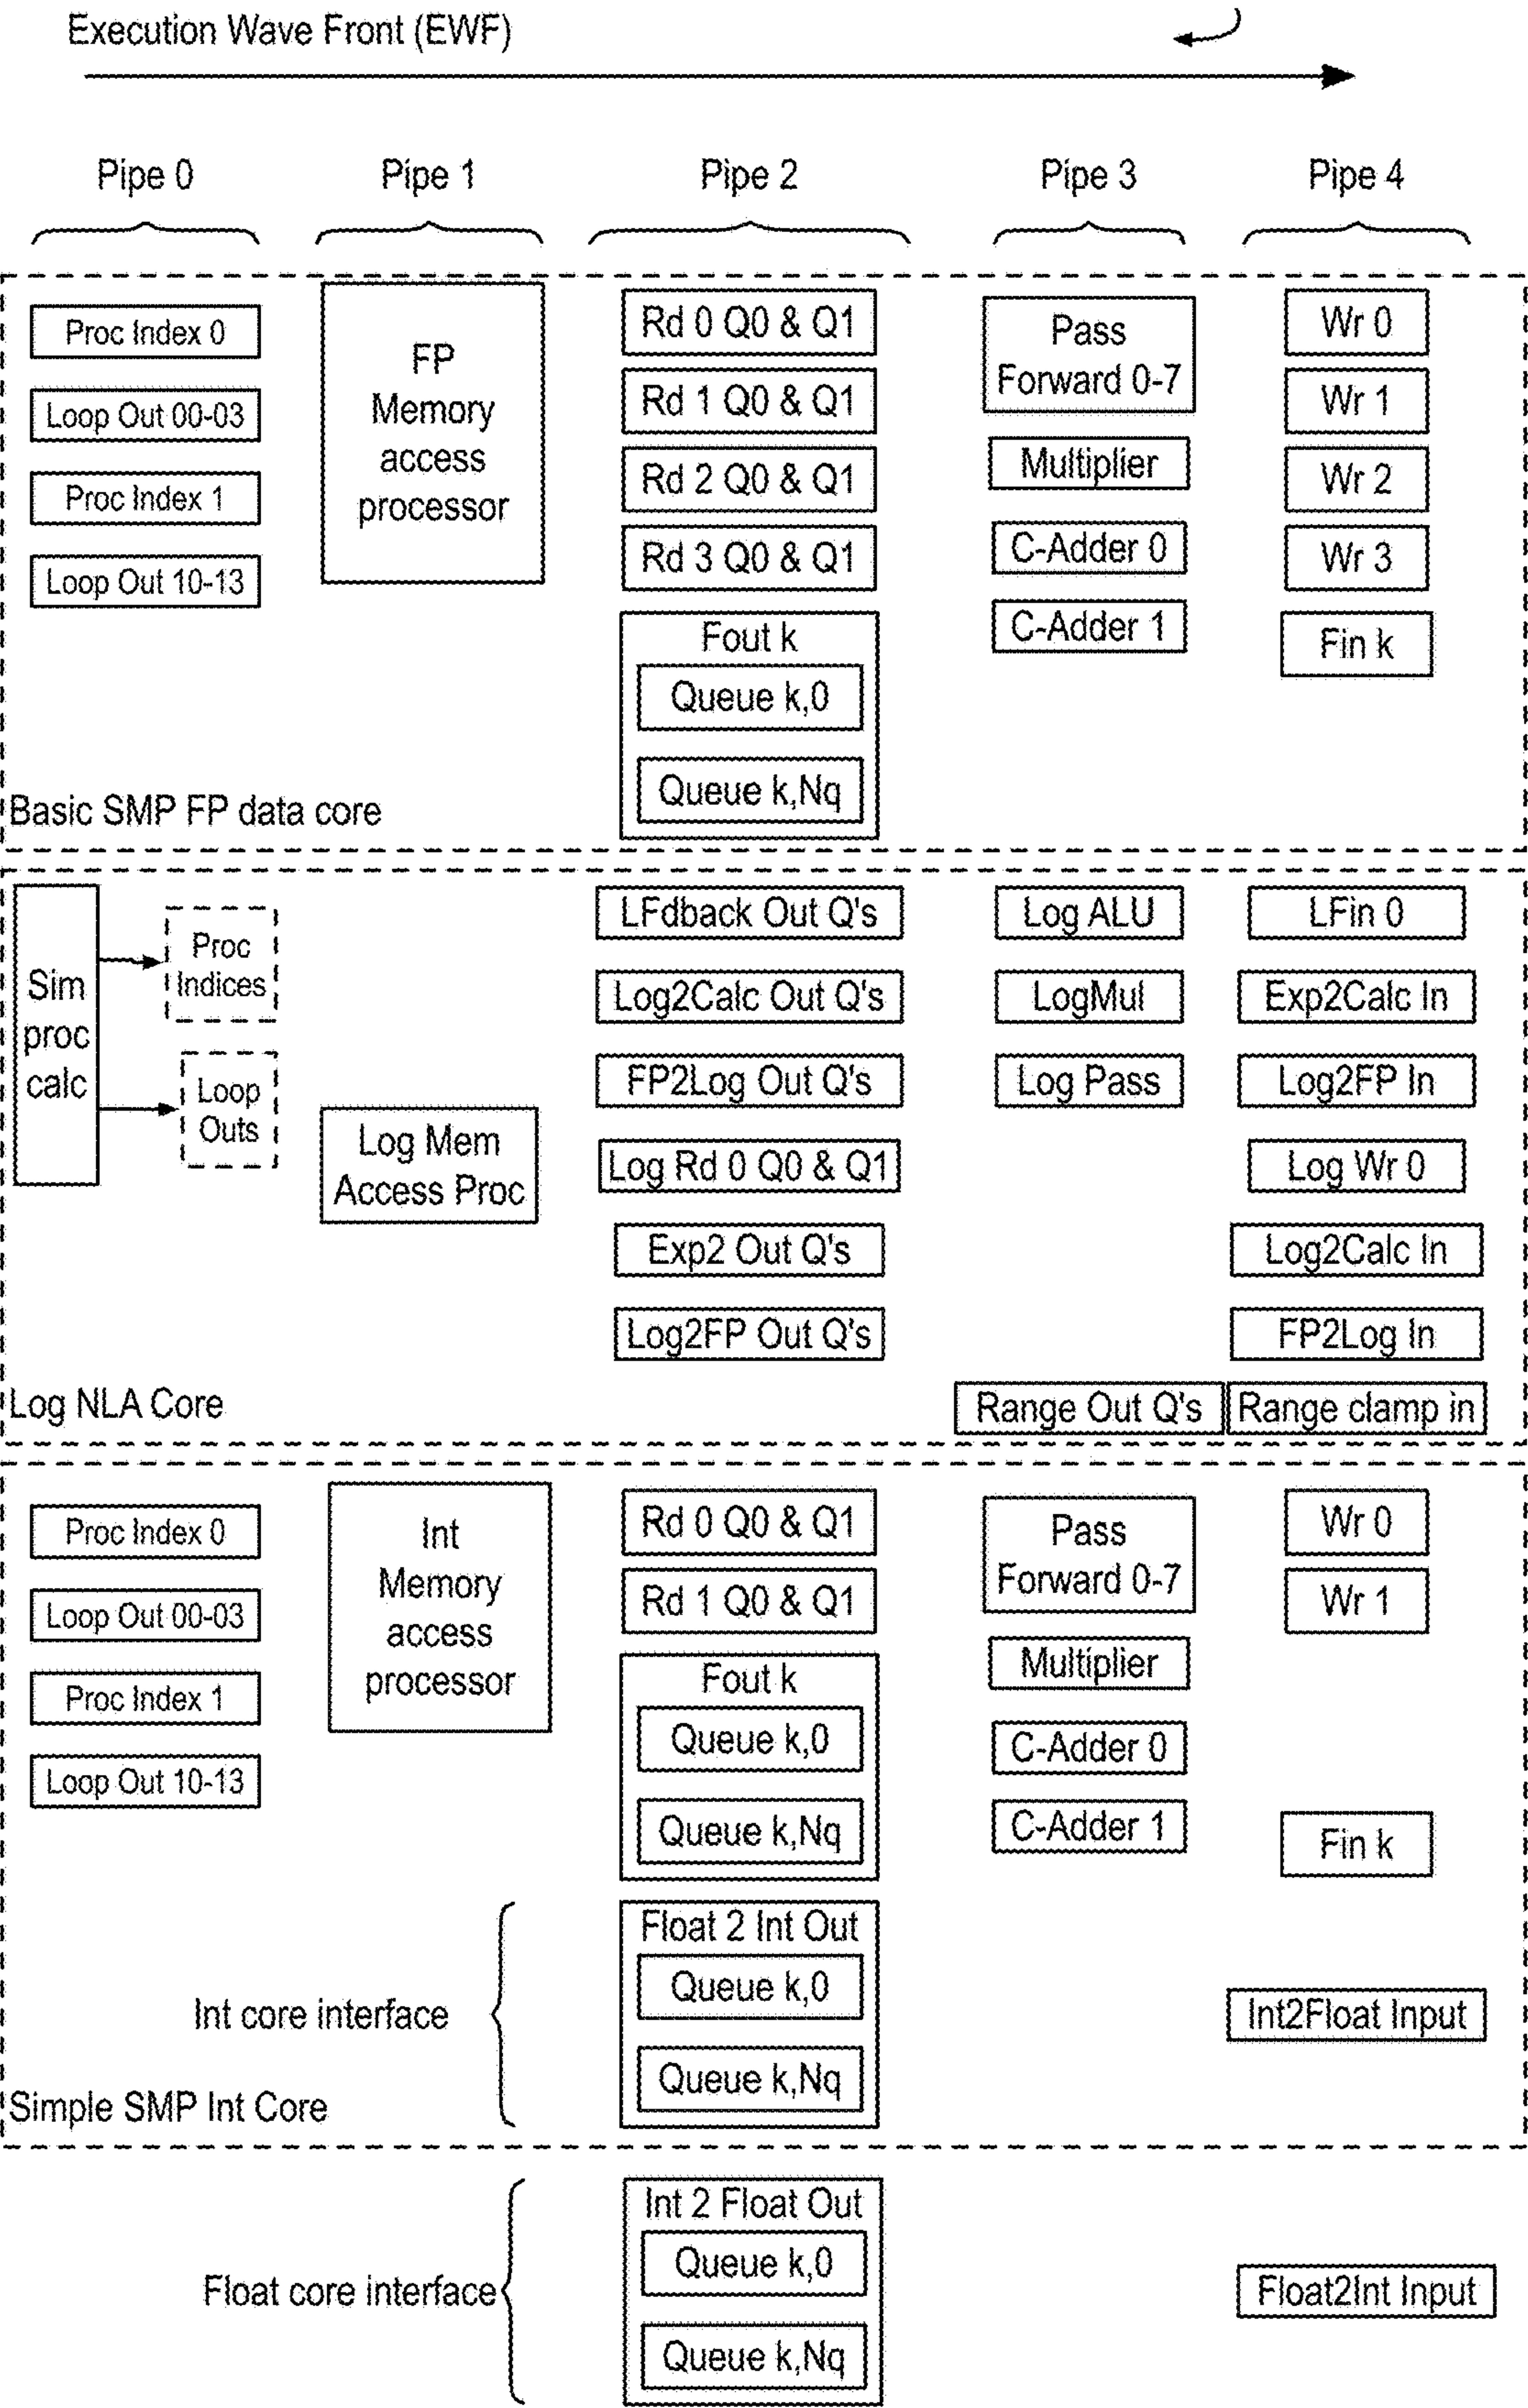 Execution Wave Front (EWF)
Pipe 0
Pipe 1
Pipe 2
Pipe 3
Pipe 4
Proc Index 0
Loop Out 00-03
Proc Index 1
Loop Out 10-13
FP
Memory
access
processor
Rd 0 Q0 & Q1
Rd 1 Q0 & Q1
Rd 2 Q0 & Q1
Rd 3 Q0 & Q1
Fout k
Queue k,0
Queue k,Nq
Pass
Forward 0-7
Multiplier
C-Adder 0
C-Adder 1
Wr 0
Wr 1
Wr 2
Wr 3
Fin k
Basic SMP FP data core
Sim
proc
calc
Proc
Indices
Loop
Outs
Log Mem
Access Proc
LFdback Out Q's
Log2Calc Out Q's
FP2Log Out Q's
Log Rd 0 Q0 & Q1
Exp2 Out Q's
Log2FP Out Q's
Log ALU
LogMul
Log Pass
Range Out Q's
LFin 0
Exp2Calc In
Log2FP In
Log Wr 0
Log2Calc In
FP2Log In
Range clamp in
Log NLA Core
Proc Index 0
Loop Out 00-03
Proc Index 1
Loop Out 10-13
Int
Memory
access
processor
Rd 0 Q0 & Q1
Rd 1 Q0 & Q1
Fout k
Queue k,0
Queue k,Nq
Pass
Forward 0-7
Multiplier
C-Adder 0
C-Adder 1
Wr 0
Wr 1
Fin k
Int core interface
Float 2 Int Out
Queue k,0
Queue k,Nq
Int2Float Input
Simple SMP Int Core
Float core interface
Int 2 Float Out
Queue k,0
Queue k,Nq
Float2Int Input